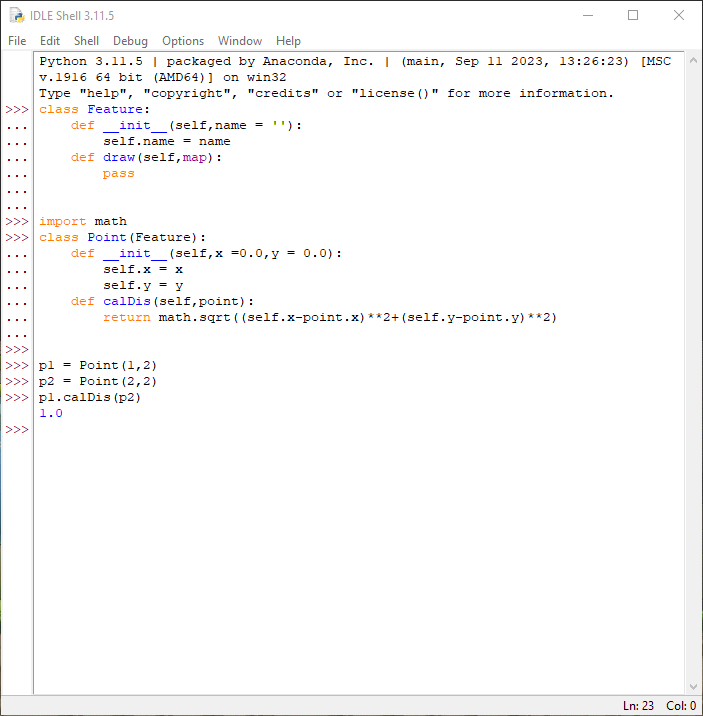 IDLE Shell 3.11.5
File Edit Shell Debug Options Window Help
Python 3.11.5 | packaged by Anaconda, Inc. | (main, Sep 11 2023, 13:26:23) [MSC
v.1916 64 bit (AMD64)] on win32
Type "help", "copyright", "credits" or "license()" for more information.
>>> class Feature:
...     def __init__(self,name = ''):
...         self.name = name
...     def draw(self,map):
...         pass
...
...
>>> import math
>>> class Point(Feature):
...     def __init__(self,x =0.0,y = 0.0):
...         self.x = x
...         self.y = y
...     def calDis(self,point):
...         return math.sqrt((self.x-point.x)**2+(self.y-point.y)**2)
...
>>>
>>> p1 = Point(1,2)
>>> p2 = Point(2,2)
>>> p1.calDis(p2)
1.0
>>>
Ln: 23 Col: 0